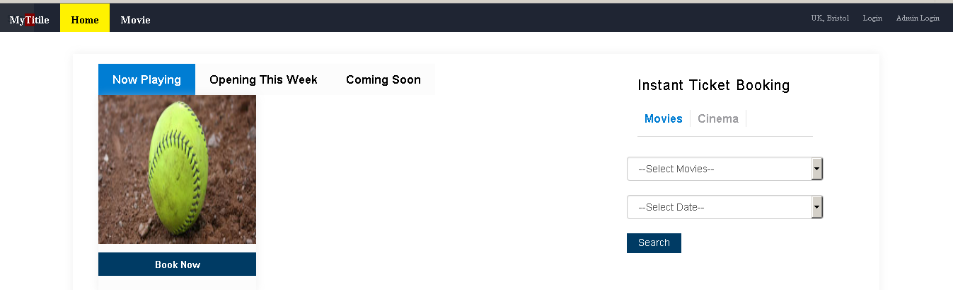 MyTitile Home Movie UK, Bristol Login Admin Login
Now Playing Opening This Week Coming Soon
Instant Ticket Booking
Movies Cinema
--Select Movies--
--Select Date--
Search
Book Now